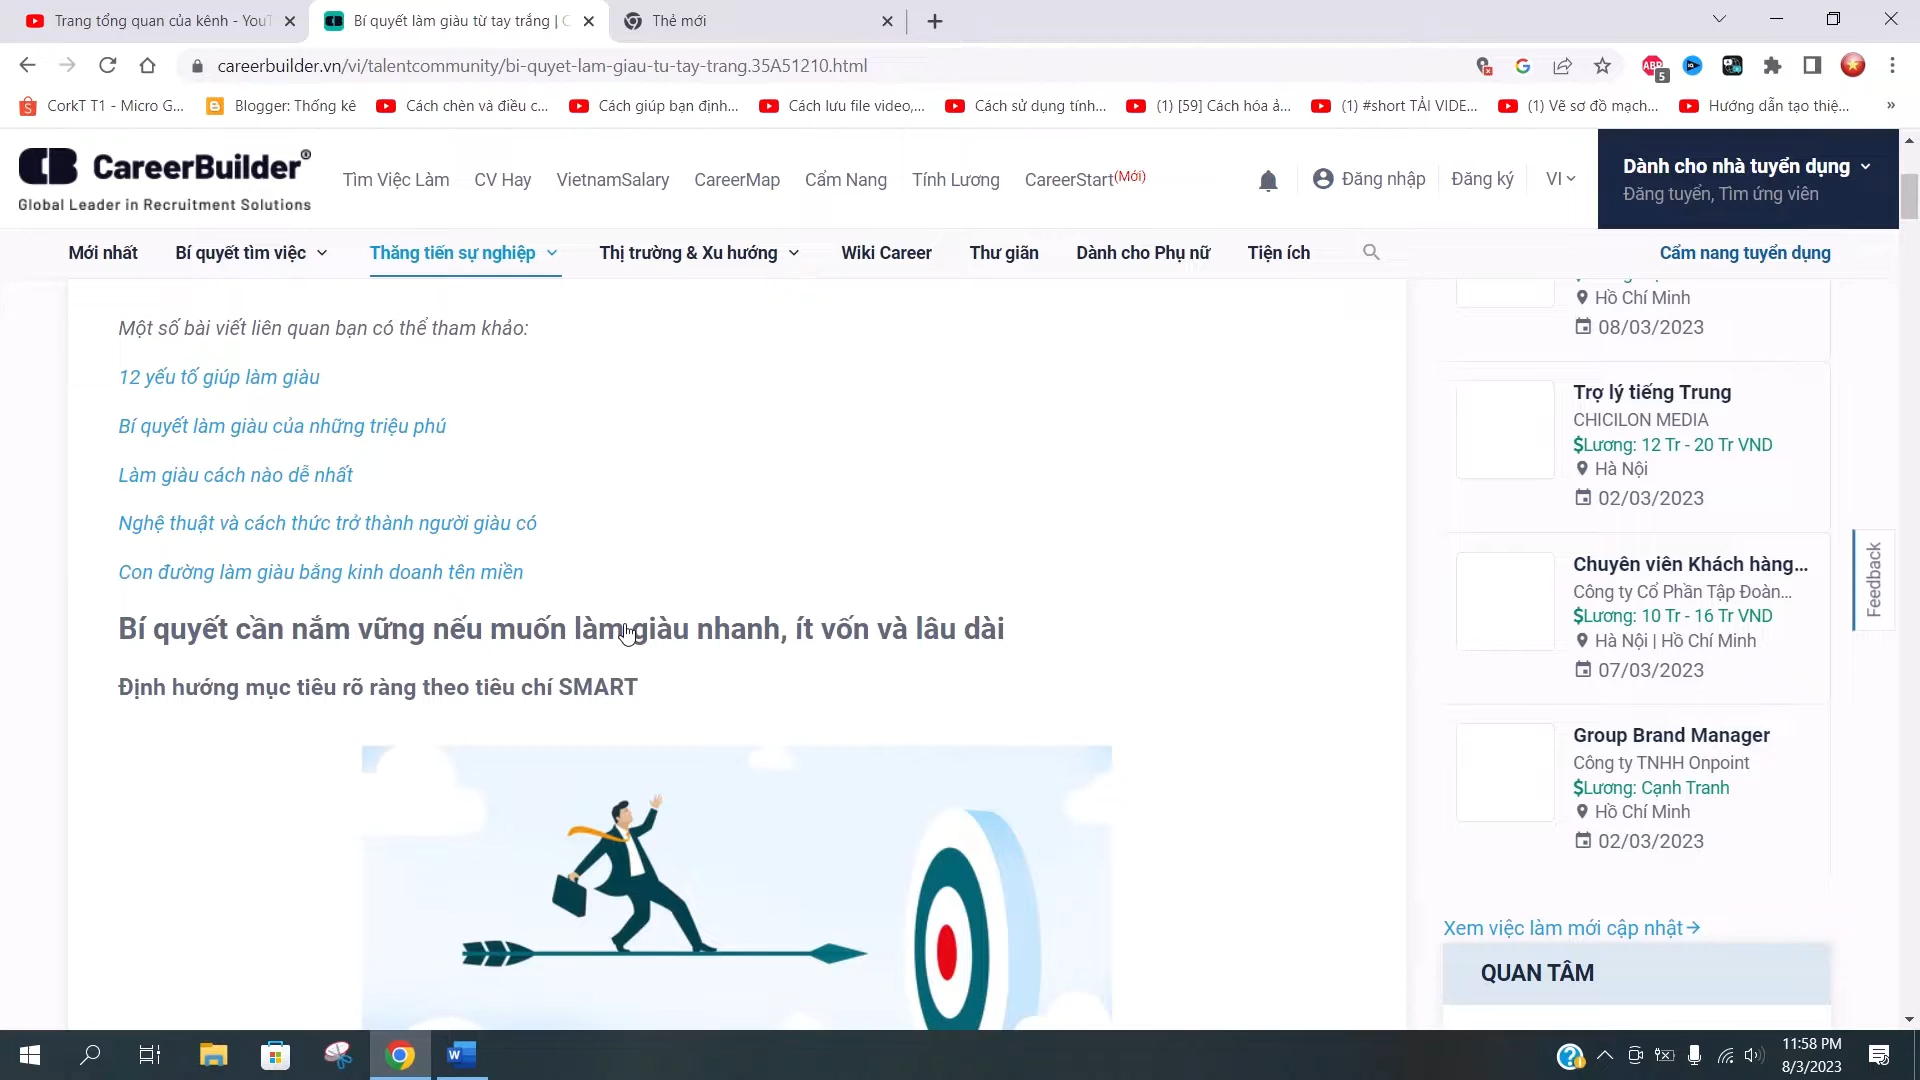 Trang tổng quan của kênh - YouT
Bí quyết làm giàu từ tay trắng | C
Thẻ mới
careerbuilder.vn/vi/talentcommunity/bi-quyet-lam-giau-tu-tay-trang.35A51210.html
ABP
5
CorkT T1 - Micro G...
Blogger: Thống kê
Cách chèn và điều c...
Cách giúp bạn định...
Cách lưu file video,...
Cách sử dụng tính...
(1) [59] Cách hóa ả...
(1) #short TẢI VIDE...
(1) Vẽ sơ đồ mạch...
Hướng dẫn tạo thiệ...
»
CareerBuilder®
Global Leader in Recruitment Solutions
Tìm Việc Làm
CV Hay
VietnamSalary
CareerMap
Cẩm Nang
Tính Lương
CareerStart(Mới)
Đăng nhập
Đăng ký
VI
Dành cho nhà tuyển dụng
Đăng tuyển, Tìm ứng viên
Mới nhất
Bí quyết tìm việc
Thăng tiến sự nghiệp
Thị trường & Xu hướng
Wiki Career
Thư giãn
Dành cho Phụ nữ
Tiện ích
Cẩm nang tuyển dụng
Một số bài viết liên quan bạn có thể tham khảo:
12 yếu tố giúp làm giàu
Bí quyết làm giàu của những triệu phú
Làm giàu cách nào dễ nhất
Nghệ thuật và cách thức trở thành người giàu có
Con đường làm giàu bằng kinh doanh tên miền
Bí quyết cần nắm vững nếu muốn làm giàu nhanh, ít vốn và lâu dài
Định hướng mục tiêu rõ ràng theo tiêu chí SMART
Hồ Chí Minh
08/03/2023
Trợ lý tiếng Trung
CHICILON MEDIA
$Lương: 12 Tr - 20 Tr VND
Hà Nội
02/03/2023
Chuyên viên Khách hàng...
Công ty Cổ Phần Tập Đoàn...
$Lương: 10 Tr - 16 Tr VND
Hà Nội | Hồ Chí Minh
07/03/2023
Group Brand Manager
Công ty TNHH Onpoint
$Lương: Cạnh Tranh
Hồ Chí Minh
02/03/2023
Xem việc làm mới cập nhật
QUAN TÂM
Feedback
11:58 PM
8/3/2023